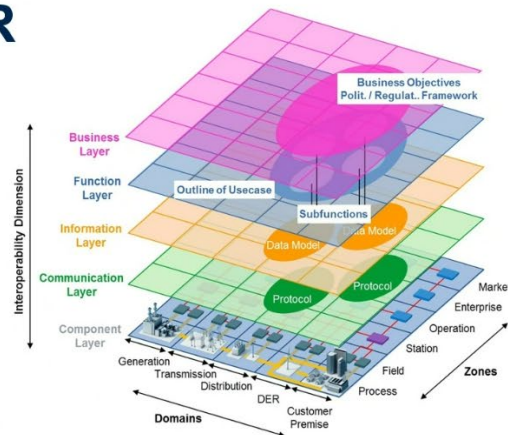 R
Business Objectives
Polit. / Regulat.. Framework
Business
Layer
Function
Layer
Outline of Usecase
Subfunctions
Information
Layer
Data Model
Data Model
Communication
Layer
Protocol
Protocol
Component
Layer
Interoperability Dimension
Marke
Enterprise
Operation
Station
Field
Process
Zones
Generation
Transmission
Distribution
DER
Customer
Premise
Domains